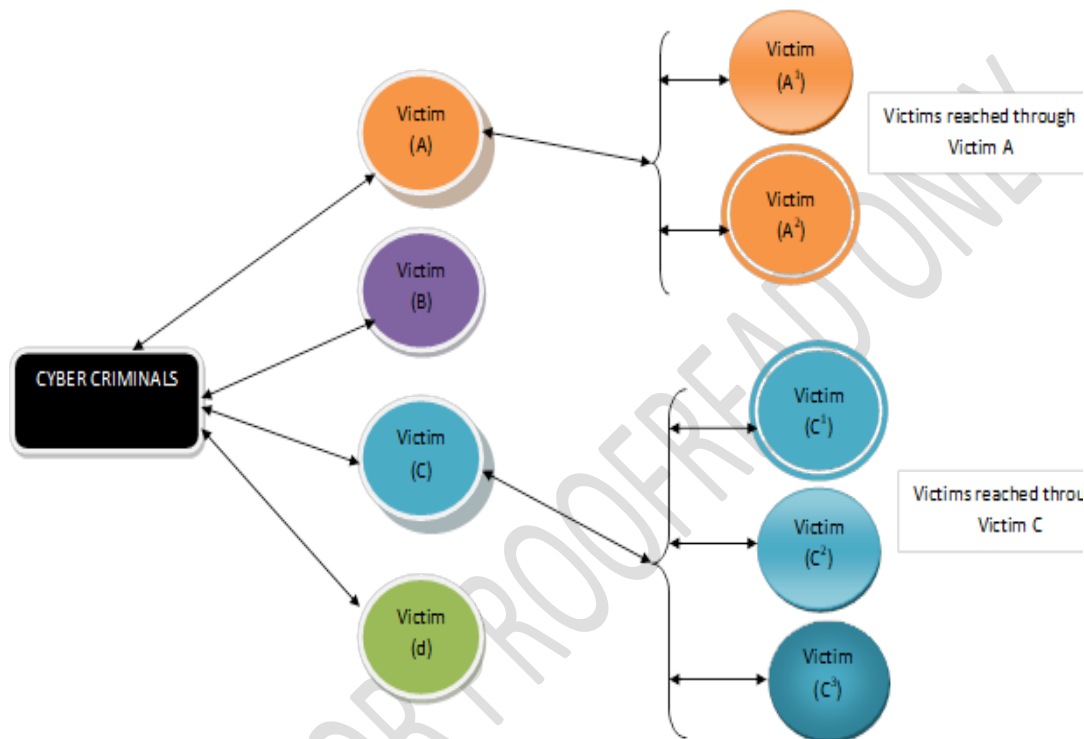 Victim
(A¹)
Victims reached through
Victim A
Victim
(A)
Victim
(A²)
Victim
(B)
CYBER CRIMINALS
Victim
(C¹)
Victim
(C)
Victims reached
Victim C
Victim
(C²)
Victim
(d)
Victim
(C³)
PROOFREAD